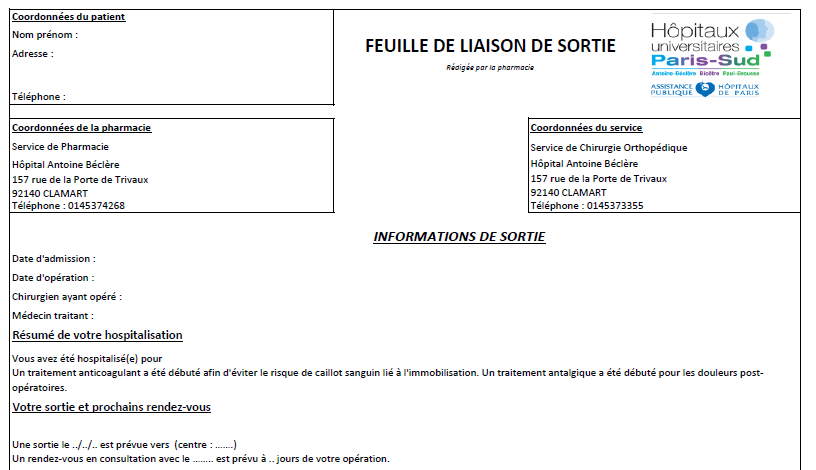 Coordonnées du patient
Nom prénom :
Adresse :
Téléphone :
FEUILLE DE LIAISON DE SORTIE
Rédigée par la pharmacie
Hôpitaux
universitaires
Paris-Sud
Antoine-Béclère Bicêtre Paul-Brousse
ASSISTANCE PUBLIQUE HÔPITAUX DE PARIS
Coordonnées de la pharmacie
Service de Pharmacie
Hôpital Antoine Béclère
157 rue de la Porte de Trivaux
92140 CLAMART
Téléphone : 0145374268
Coordonnées du service
Service de Chirurgie Orthopédique
Hôpital Antoine Béclère
157 rue de la Porte de Trivaux
92140 CLAMART
Téléphone : 0145373355
INFORMATIONS DE SORTIE
Date d'admission :
Date d'opération :
Chirurgien ayant opéré :
Médecin traitant :
Résumé de votre hospitalisation
Vous avez été hospitalisé(e) pour
Un traitement anticoagulant a été débuté afin d'éviter le risque de caillot sanguin lié à l'immobilisation. Un traitement antalgique a été débuté pour les douleurs post-
opératoires.
Votre sortie et prochains rendez-vous
Une sortie le ../../.. est prévue vers (centre : .......)
Un rendez-vous en consultation avec le ........ est prévu à .. jours de votre opération.